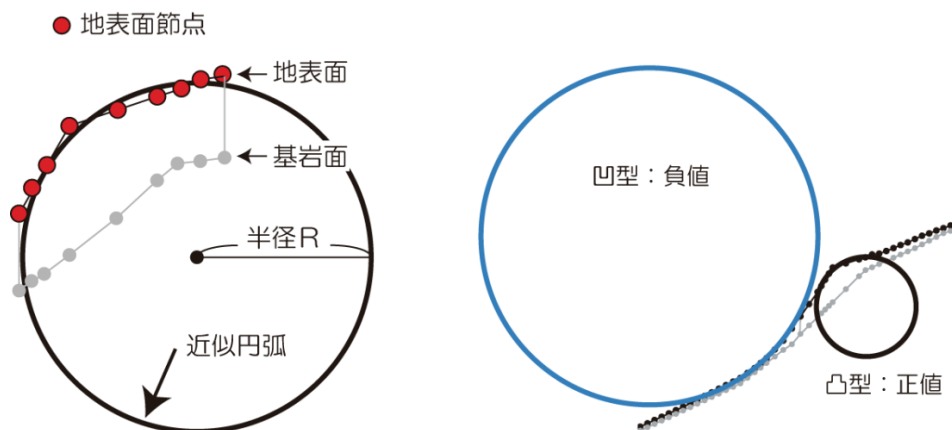 地表面節点
地表面
基岩面
半径R
近似円弧
凹型：負値
凸型：正値